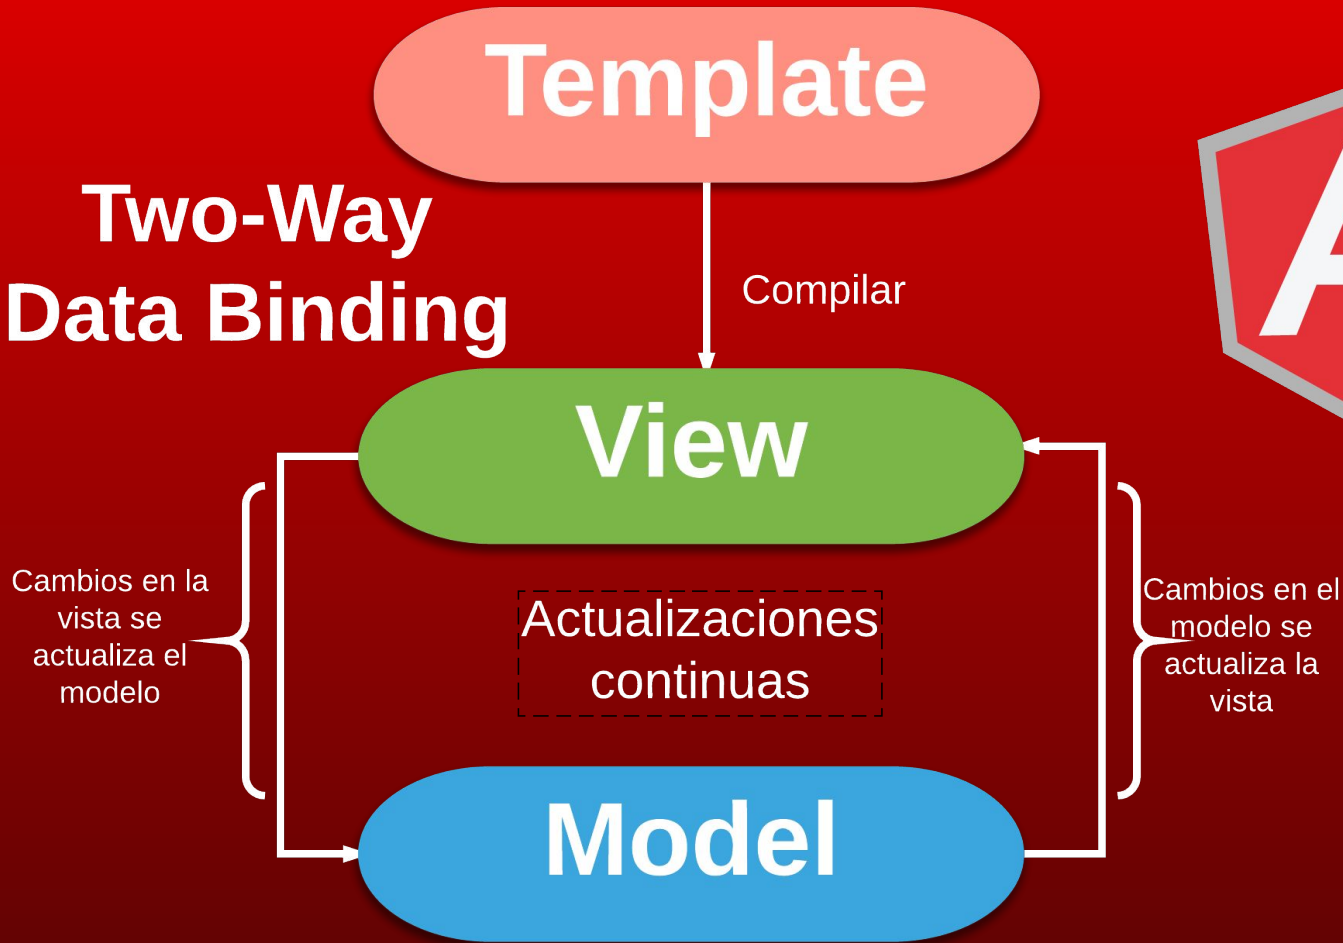 Template
Two-Way
Data Binding
Compilar
View
Cambios en la
vista se
actualiza el
modelo
Actualizaciones
continuas
Cambios en el
modelo se
actualiza la
vista
Model
A